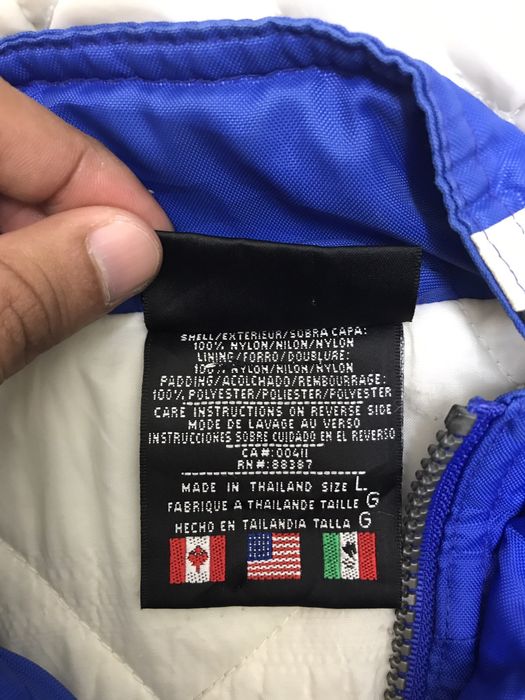 SHELL/EXTERIEUR/SOBRA CAPA:
100% NYLON/NILON/NYLON
LINING/FORRO/DOUBLURE:
100% NYLON/NILON/NYLON
PADDING/ACOLCHADO/REMBOURRAGE:
100% POLYESTER/POLIESTER/POLYESTER
CARE INSTRUCTIONS ON REVERSE SIDE
MODE DE LAVAGE AU VERSO
INSTRUCCIONES SOBRE CUIDADO EN EL REVERSO
CA#:00411
RN#:88387
MADE IN THAILAND SIZE L
FABRIQUE A THAILANDE TAILLE G
HECHO EN TAILANDIA TALLA G